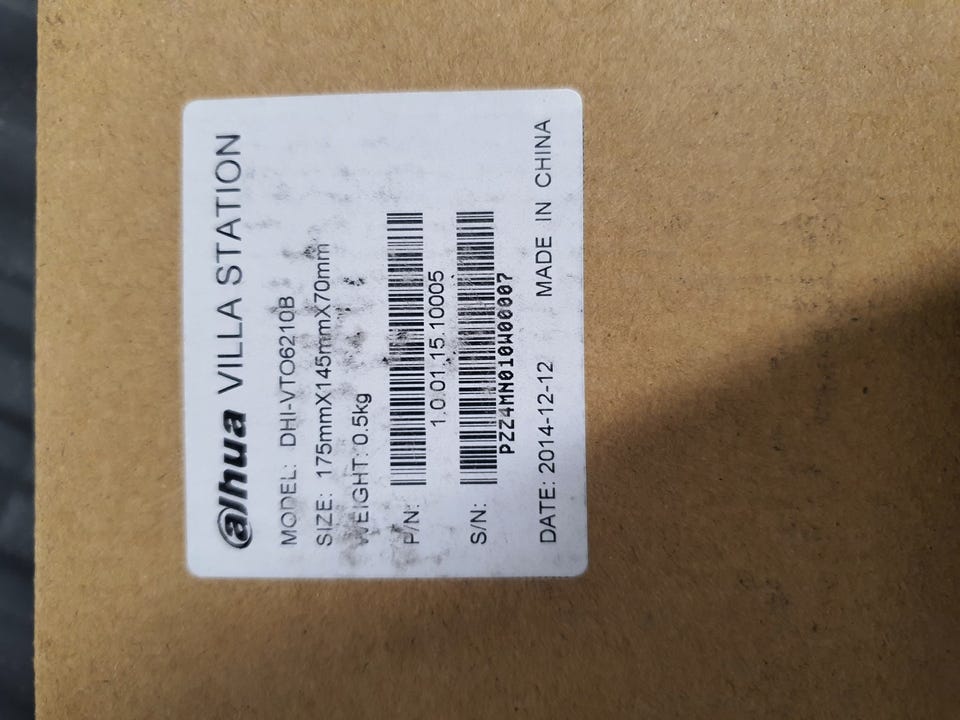 alhua VILLA STATION
MODEL: DHI-VTO6210B
SIZE: 175mmX145mmX70mm
WEIGHT: 0.5kg
P/N:
1.0.01.15.10005
S/N:
PZZ4MN010W00007
DATE: 2014-12-12 MADE IN CHINA